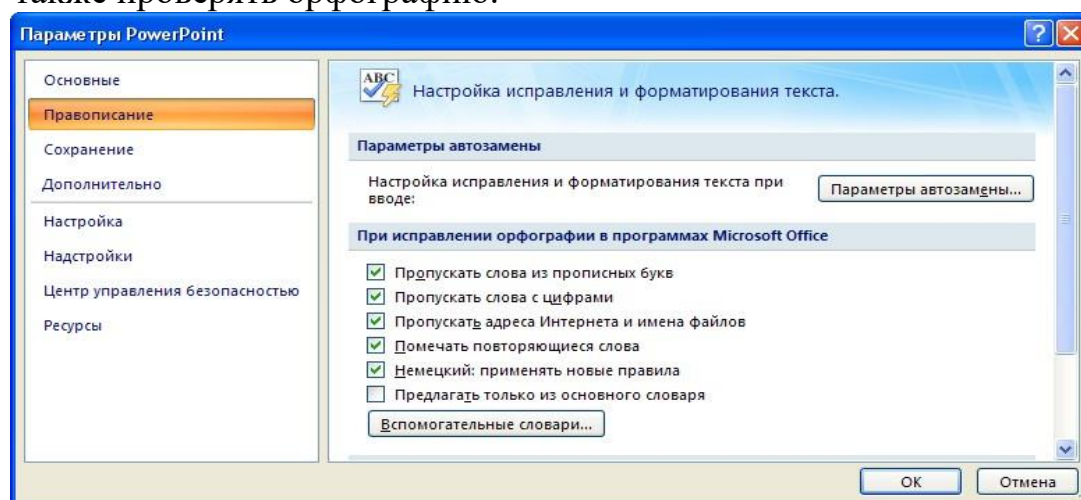 также проверять орфографию.
Параметры PowerPoint
Основные
Правописание
Сохранение
Дополнительно
Настройка
Надстройки
Центр управления безопасностью
Ресурсы
ABC
Настройка исправления и форматирования текста.
Параметры автозамены
Настройка исправления и форматирования текста при
вводе:
Параметры автозамены...
При исправлении орфографии в программах Microsoft Office
Пропускать слова из прописных букв
Пропускать слова с цифрами
Пропускать адреса Интернета и имена файлов
Помечать повторяющиеся слова
Немецкий: применять новые правила
Предлагать только из основного словаря
Вспомогательные словари...
ОК
Отмена